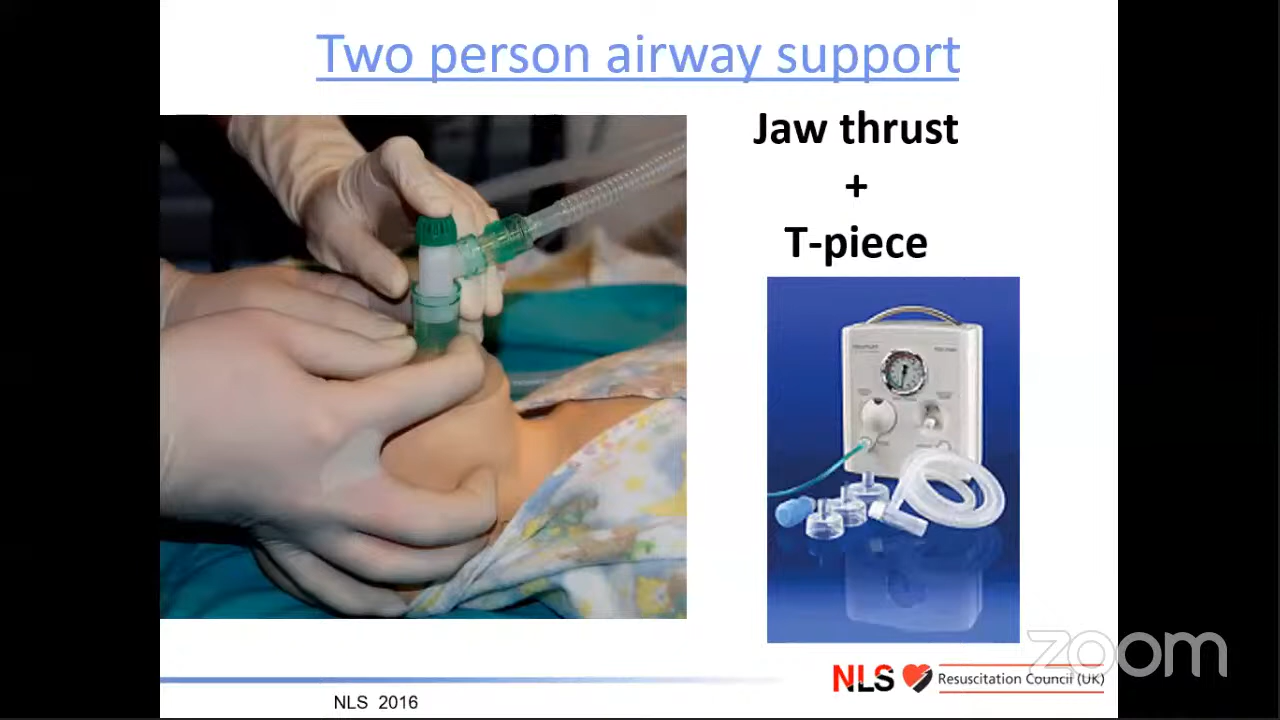 Two person airway support
Jaw thrust
+
T-piece
NLS
Resuscitation Council (UK)
zoom
NLS 2016